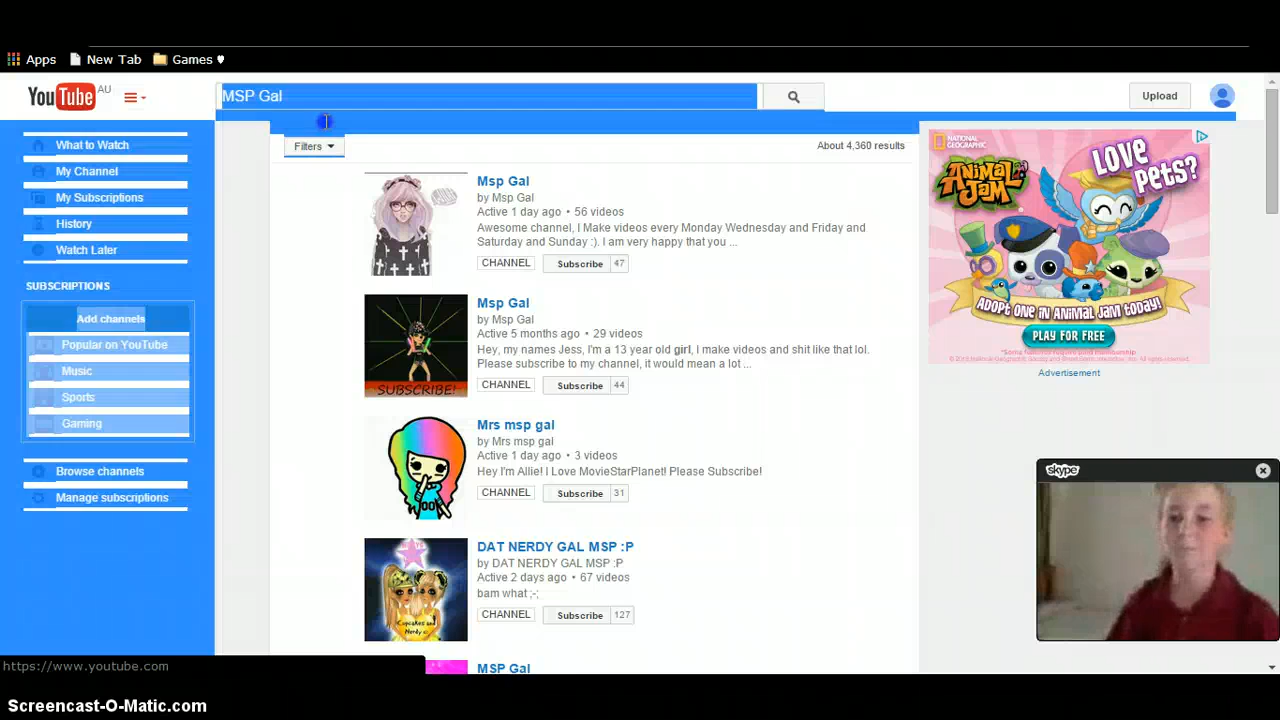 Apps New Tab Games ♥
YouTube AU
MSP Gal
Upload
What to Watch
My Channel
My Subscriptions
History
Watch Later
SUBSCRIPTIONS
Add channels
Popular on YouTube
Music
Sports
Gaming
Browse channels
Manage subscriptions
Filters
About 4,360 results
Msp Gal
by Msp Gal
Active 1 day ago • 56 videos
Awesome channel, I Make videos every Monday Wednesday and Friday and
Saturday and Sunday :). I am very happy that you ...
CHANNEL Subscribe 47
SUBSCRIBE!
Msp Gal
by Msp Gal
Active 5 months ago • 29 videos
Hey, my names Jess, I'm a 13 year old girl, I make videos and shit like that lol.
Please subscribe to my channel, it would mean a lot ...
CHANNEL Subscribe 44
Mrs msp gal
by Mrs msp gal
Active 1 day ago • 3 videos
Hey I'm Allie! I Love MovieStarPlanet! Please Subscribe!
CHANNEL Subscribe 31
Cupcakes and
DAT NERDY GAL MSP :P
by DAT NERDY GAL MSP :P
Active 2 days ago • 67 videos
bam what ;-;
CHANNEL Subscribe 127
MSP Gal
NATIONAL
GEOGRAPHIC
ANIMAL
JAM
LOVE
PETS?
ADOPT ONE IN ANIMAL JAM TODAY!
PLAY FOR FREE
Advertisement
skype
https://www.youtube.com
Screencast-O-Matic.com